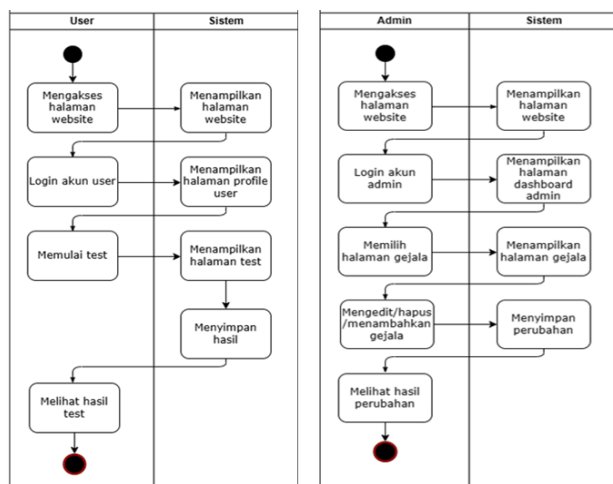 User
Sistem
Mengakses
halaman
website
Menampilkan
halaman
website
Login akun user
Menampilkan
halaman profile
user
Memulai test
Menampilkan
halaman test
Menyimpan
hasil
Melihat hasil
test
Admin
Sistem
Mengakses
halaman
website
Menampilkan
halaman
website
Login akun
admin
Menampilkan
halaman
dashboard
admin
Memilih
halaman gejala
Menampilkan
halaman gejala
Mengedit/hapus
/menambahkan
gejala
Menyimpan
perubahan
Melihat hasil
perubahan